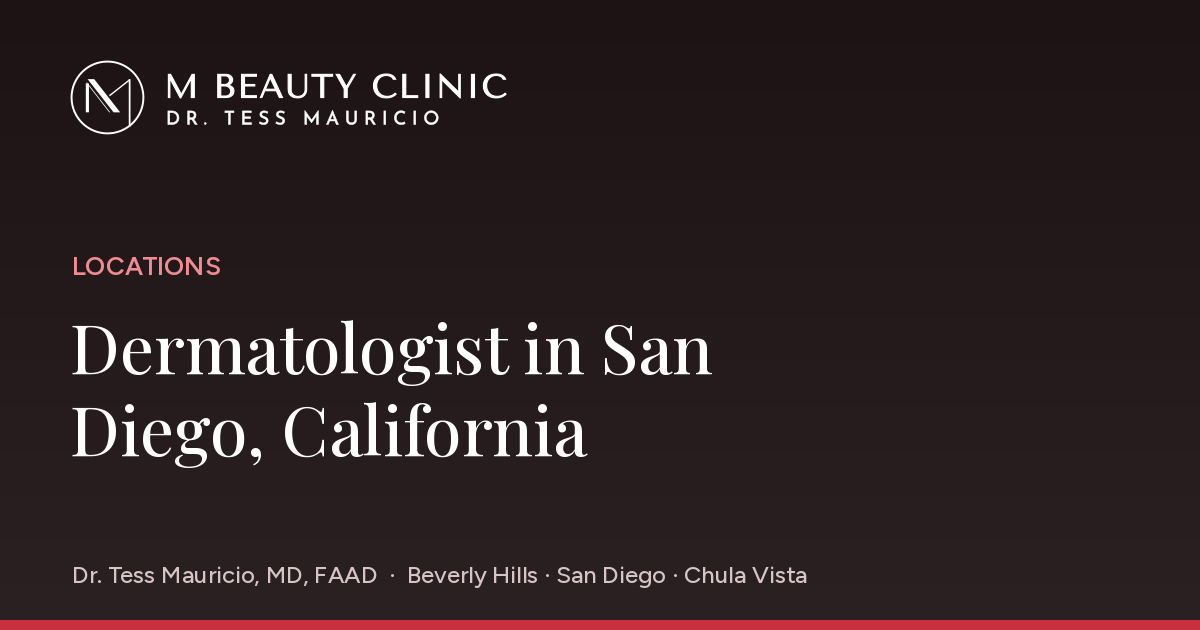 M BEAUTY CLINIC
DR. TESS MAURICIO
LOCATIONS
Dermatologist in San
Diego, California
Dr. Tess Mauricio, MD, FAAD · Beverly Hills · San Diego · Chula Vista